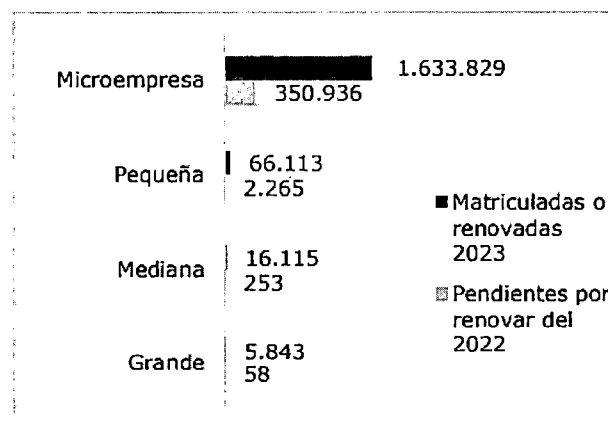 Microempresa
1.633.829
350.936
Pequeña
66.113
2.265
Mediana
16.115
253
Grande
5.843
58
■ Matriculadas o
renovadas
2023
Pendientes por
renovar del
2022